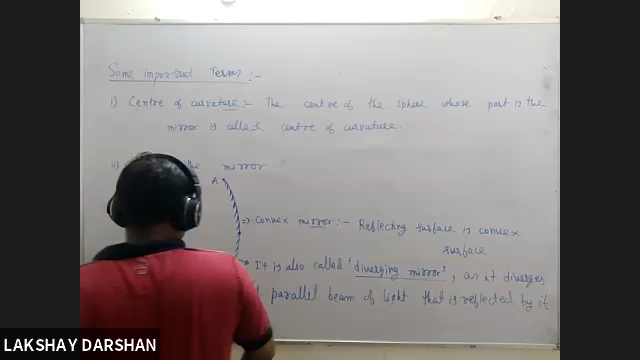 Some important Terms :-
i) Centre of curvature :- The centre of the sphere whose part is the
mirror is called centre of curvature.
ii) the mirror
A
=> Convex mirror :- Reflecting surface is convex
surface
It is also called 'diverging mirror', as it diverges
parallel beam of light that is reflected by it
LAKSHAY DARSHAN